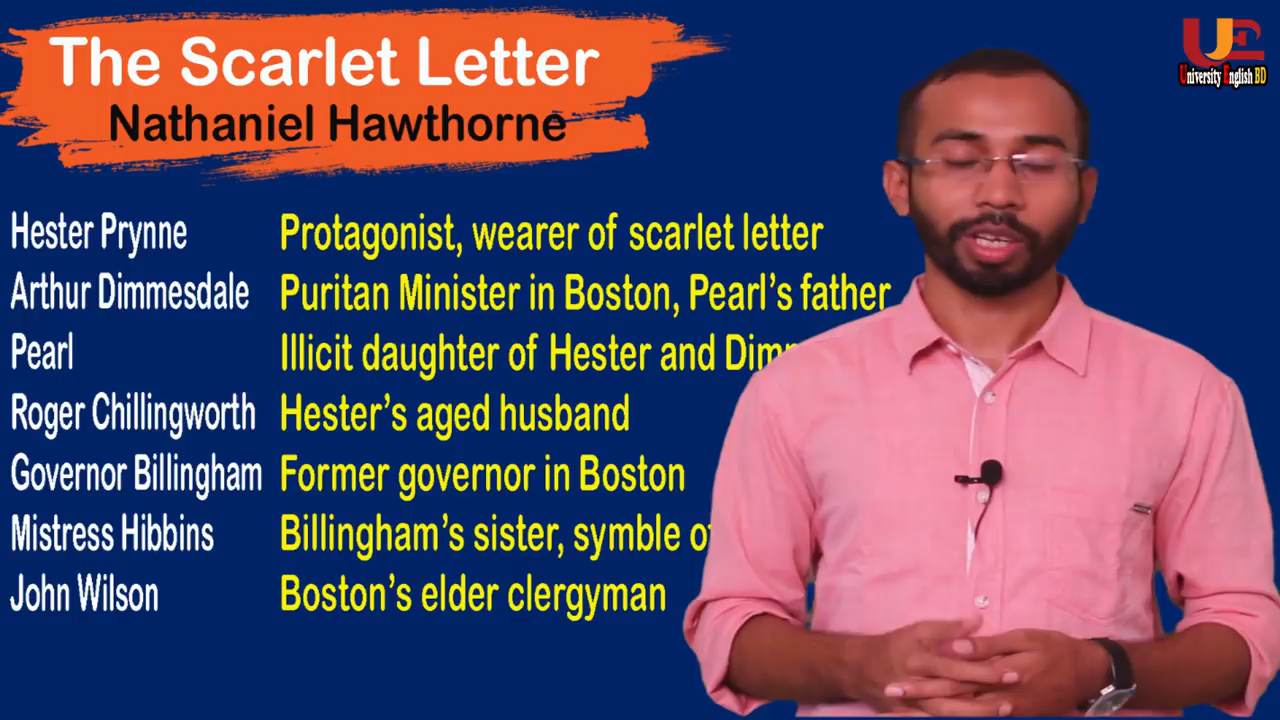 The Scarlet Letter
Nathaniel Hawthorne
UE
University English BD
Hester Prynne Protagonist, wearer of scarlet letter
Arthur Dimmesdale Puritan Minister in Boston, Pearl's father
Pearl Illicit daughter of Hester and
Roger Chillingworth Hester's aged husband
Governor Billingham Former governor in Boston
Mistress Hibbins Billingham's sister, symble
John Wilson Boston's elder clergyman